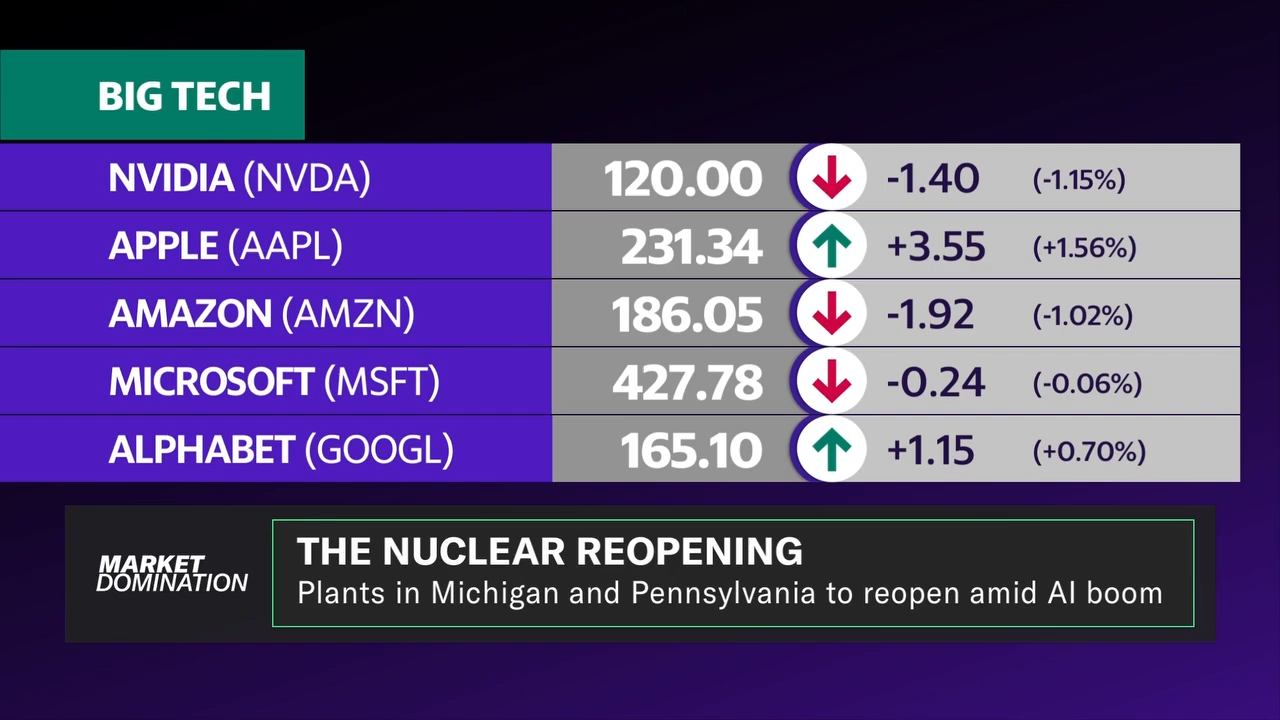 BIG TECH
NVIDIA (NVDA) 120.00 -1.40 (-1.15%)
APPLE (AAPL) 231.34 +3.55 (+1.56%)
AMAZON (AMZN) 186.05 -1.92 (-1.02%)
MICROSOFT (MSFT) 427.78 -0.24 (-0.06%)
ALPHABET (GOOGL) 165.10 +1.15 (+0.70%)
MARKET
DOMINATION
THE NUCLEAR REOPENING
Plants in Michigan and Pennsylvania to reopen amid AI boom